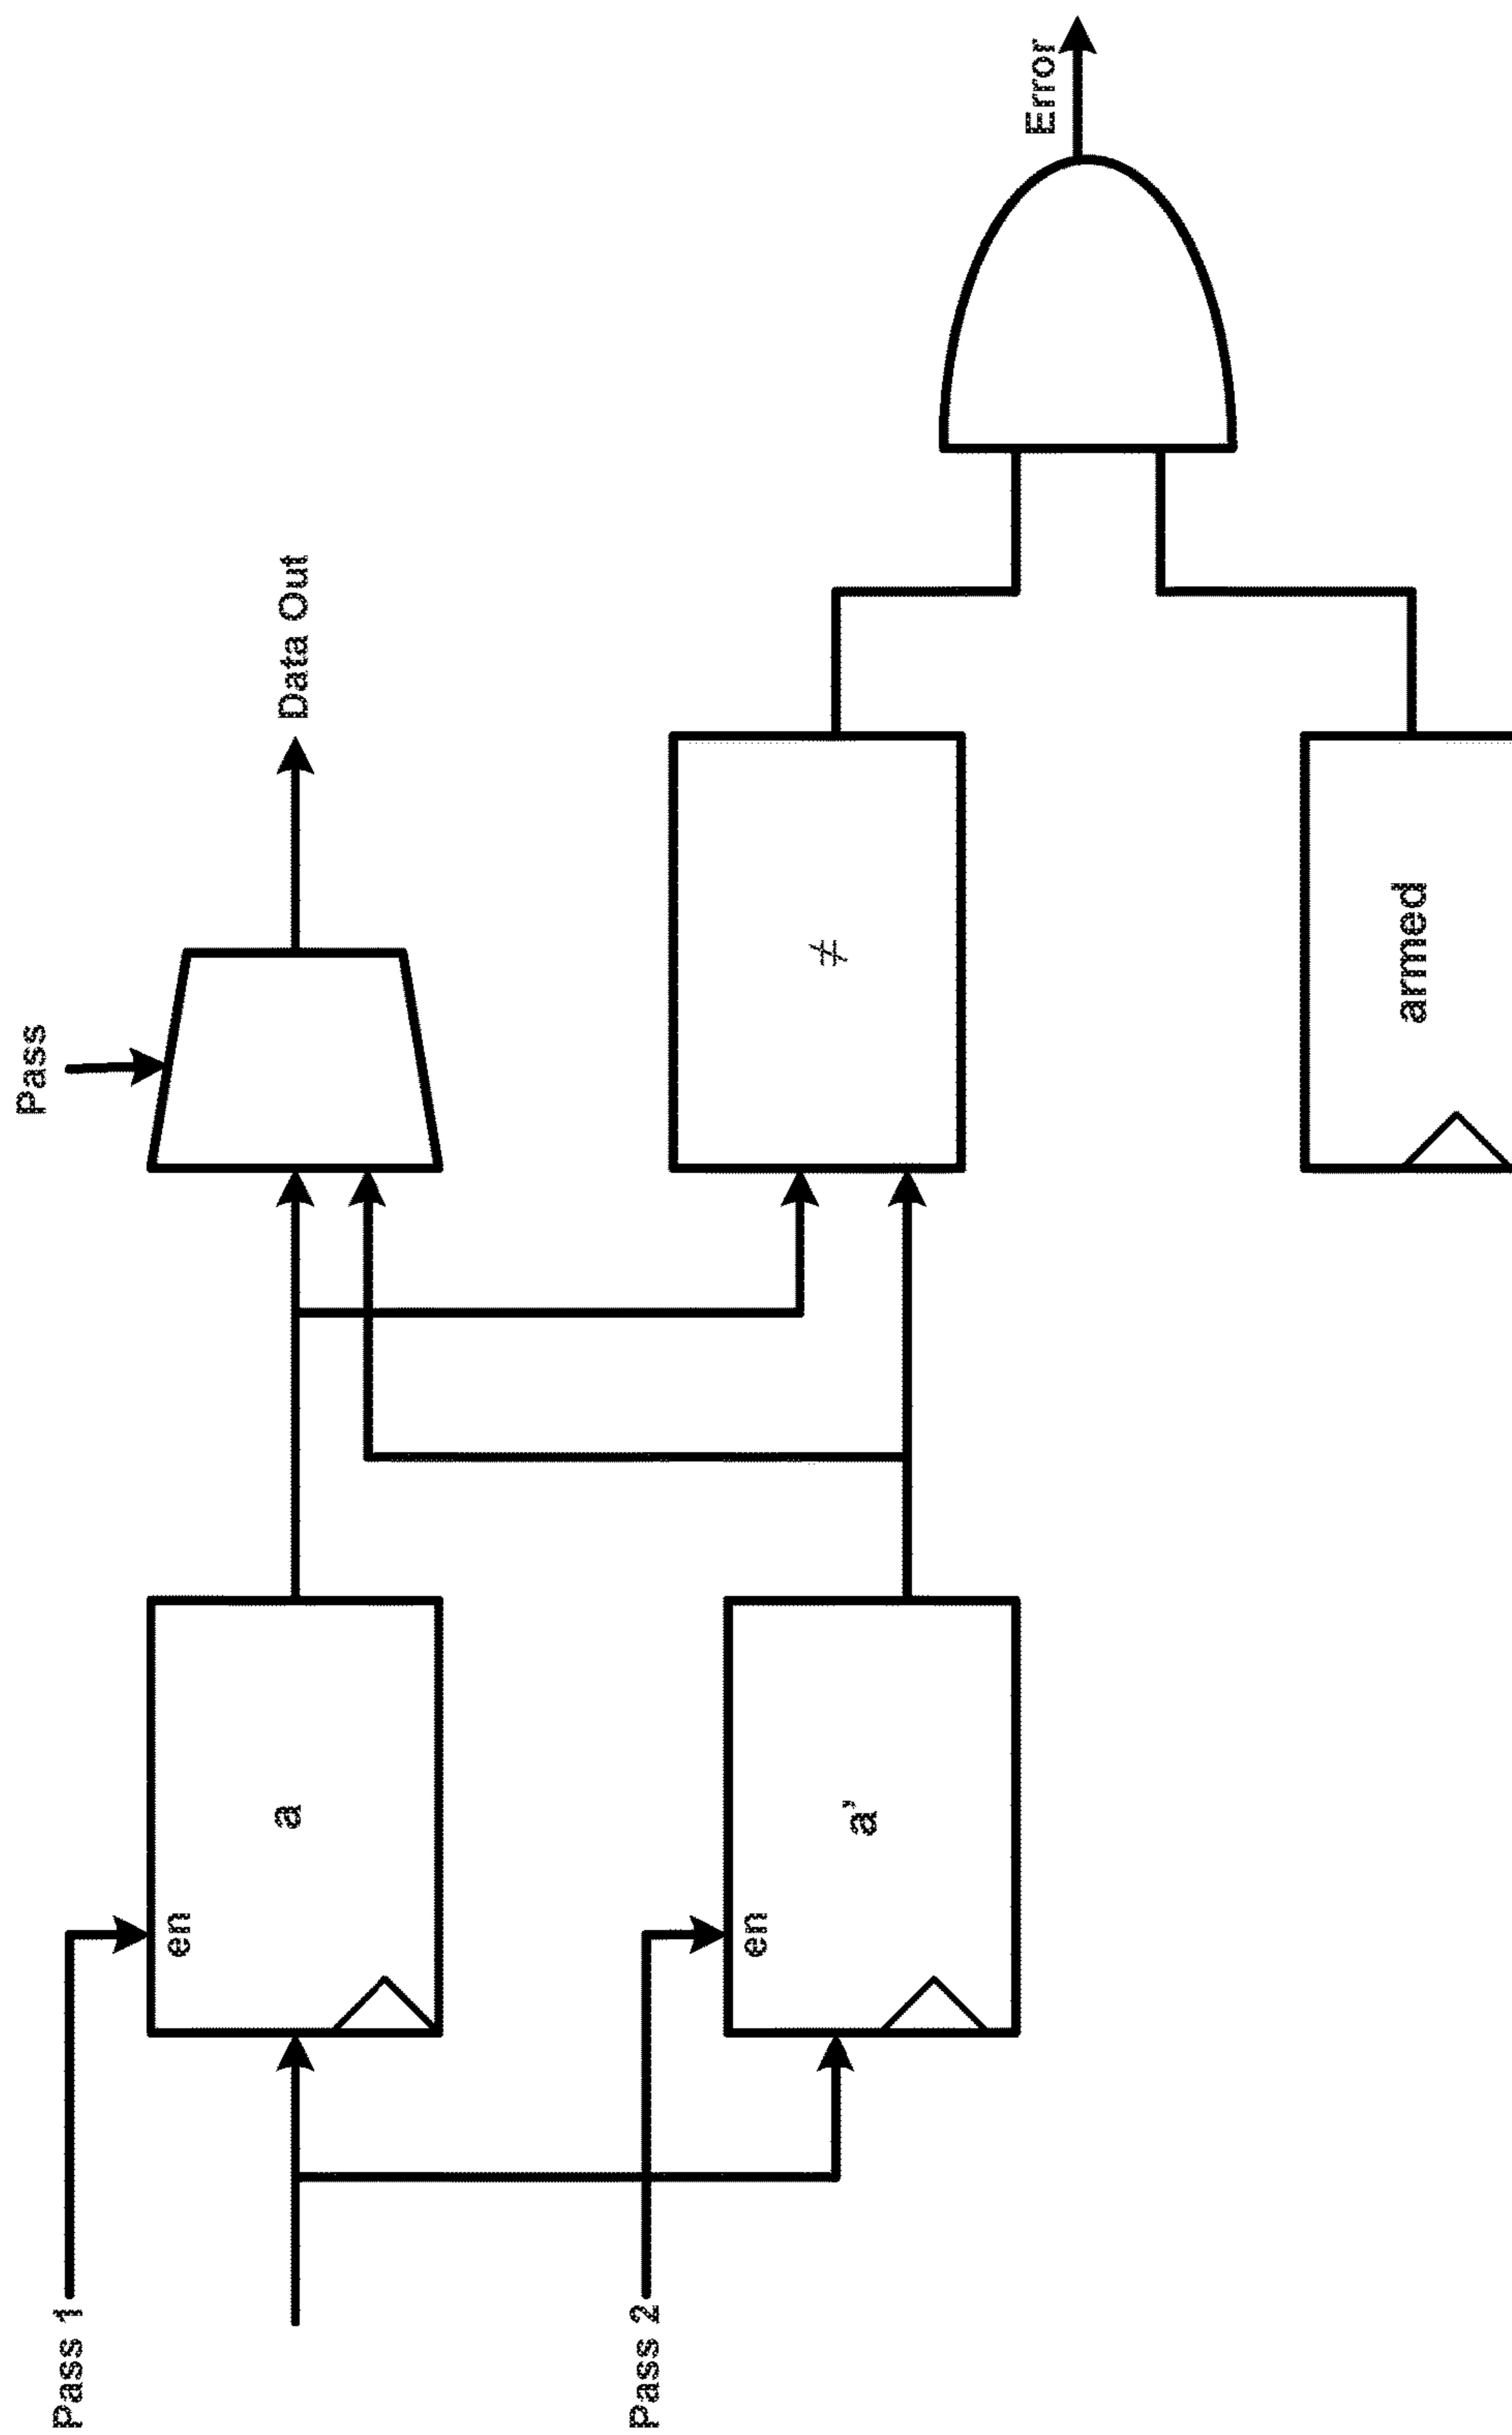 Pass 1
en
a
Pass
Data Out
Pass 2
en
a'
≠
Error
armed